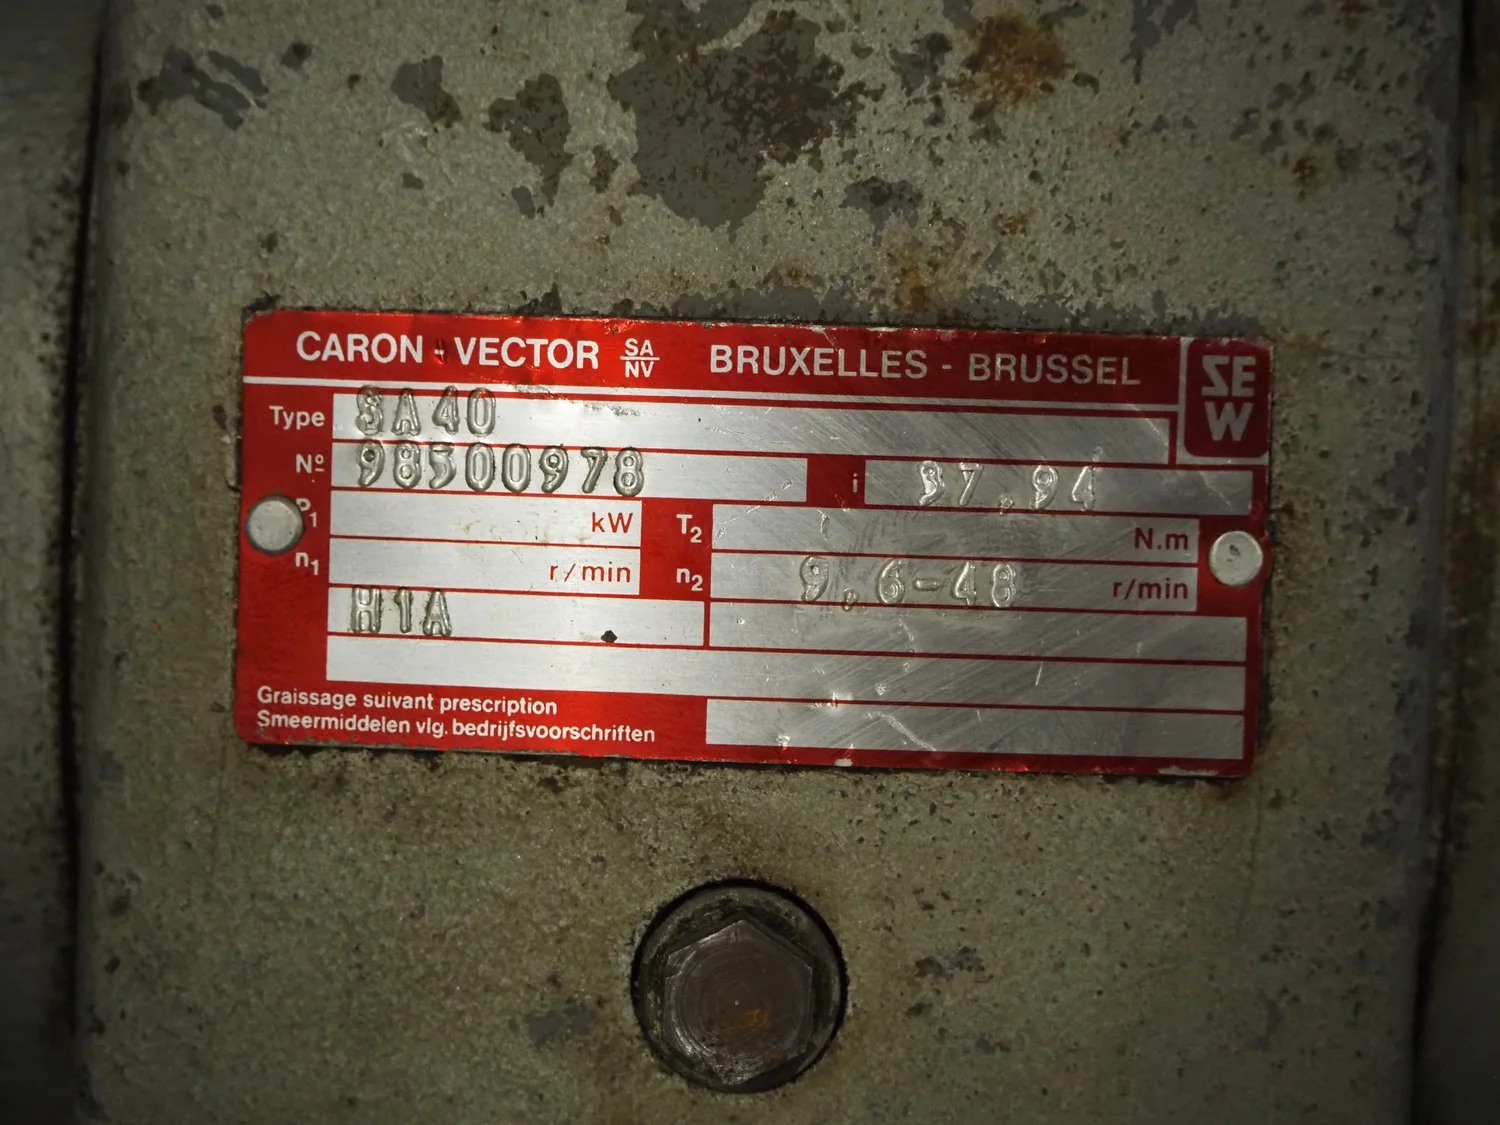 CARON - VECTOR SA/NV BRUXELLES - BRUSSEL
SEW
Type SA40
Nº 98500978 i 37,94
P1 kW T2 N.m
n1 r/min n2 9,6-48 r/min
H1A
Graissage suivant prescription
Smeermiddelen vlg. bedrijfsvoorschriften